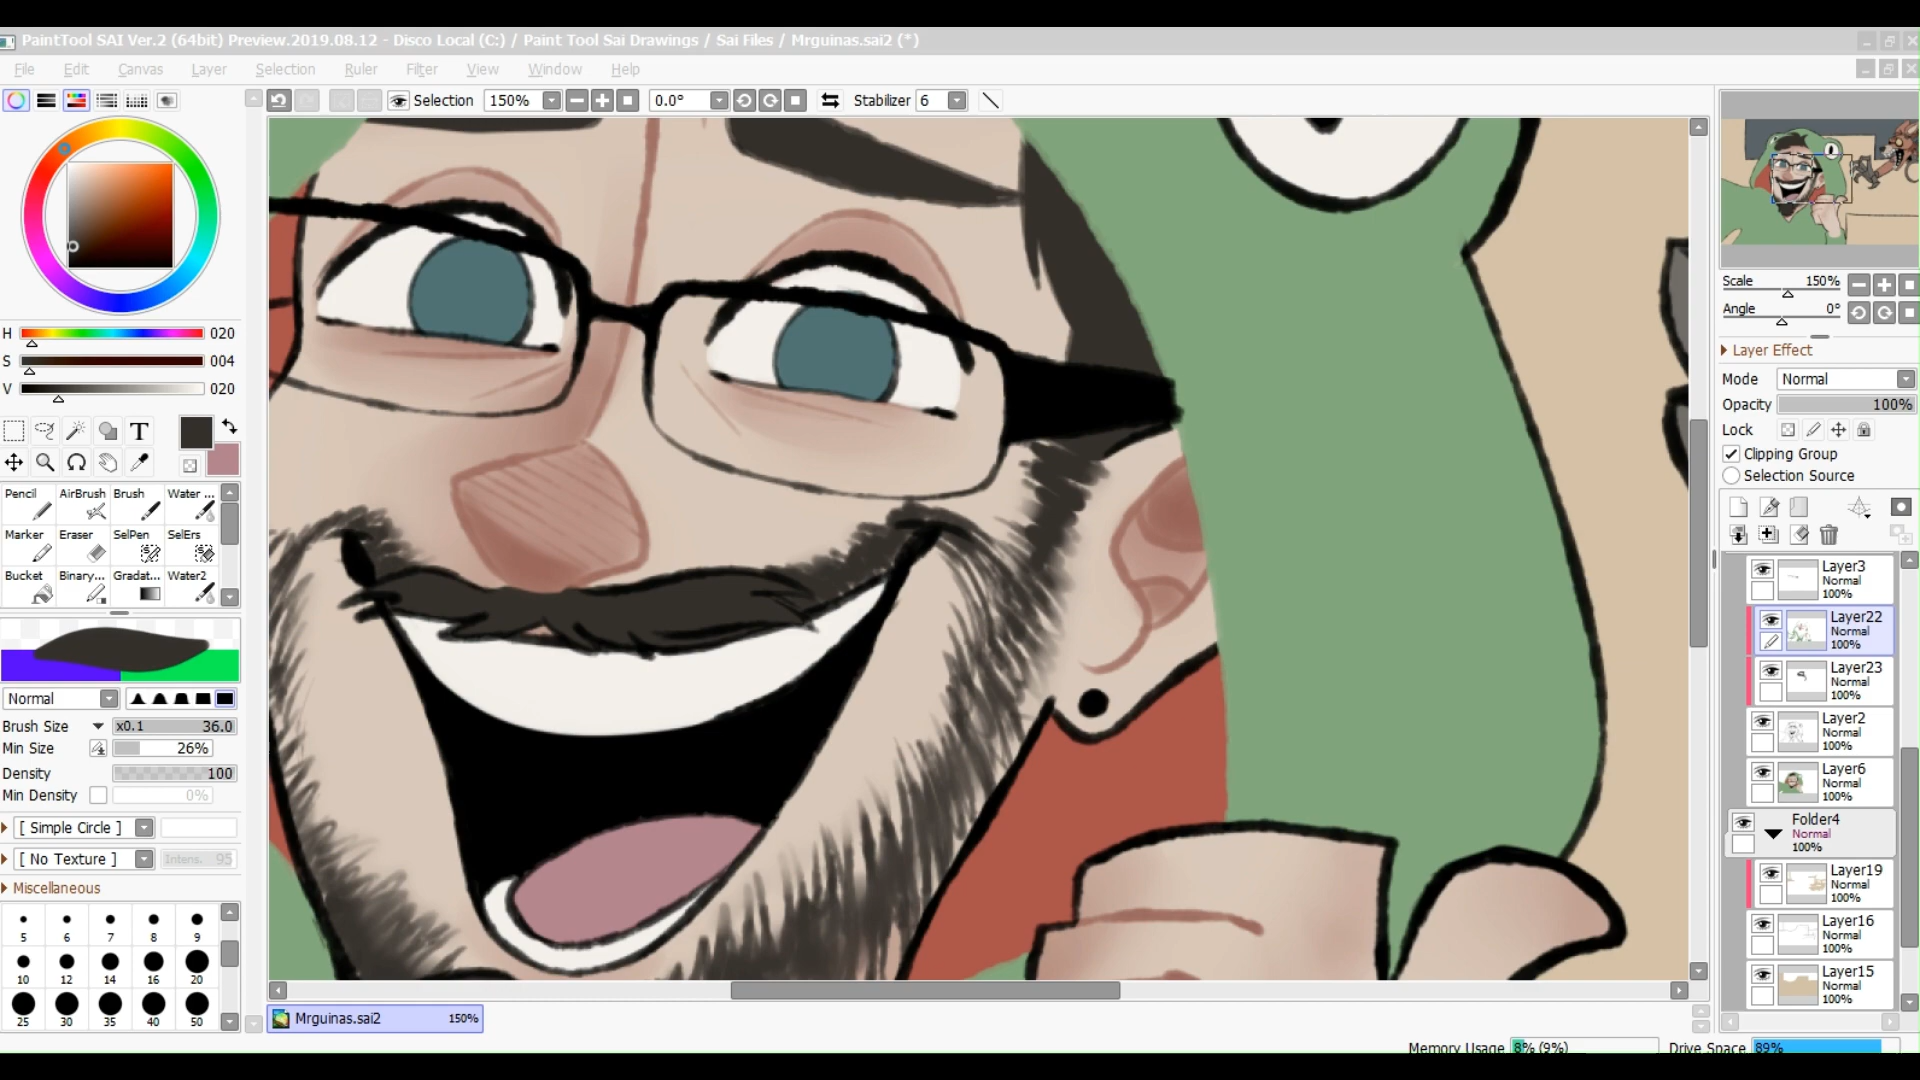 PaintTool SAI Ver.2 (64bit) Preview.2019.08.12 - Disco Local (C:) / Paint Tool Sai Drawings / Sai Files / Mrguinas.sai2 (*)
File Edit Canvas Layer Selection Ruler Filter View Window Help
Selection 150% 0.0° Stabilizer 6
H 020
S 004
V 020
T
Pencil AirBrush Brush Water ...
Marker Eraser SelPen SelErs
Bucket Binary... Gradat... Water2
Normal
Brush Size x0.1 36.0
Min Size 26%
Density 100
Min Density 0%
[ Simple Circle ]
[ No Texture ] Intens. 95
Miscellaneous
5 6 7 8 9
10 12 14 16 20
25 30 35 40 50
Mrguinas.sai2 150%
Scale 150%
Angle 0°
Layer Effect
Mode Normal
Opacity 100%
Lock
Clipping Group
Selection Source
Layer3
Normal
100%
Layer22
Normal
100%
Layer23
Normal
100%
Layer2
Normal
100%
Layer6
Normal
100%
Folder4
Normal
100%
Layer19
Normal
100%
Layer16
Normal
100%
Layer15
Normal
100%
Memory Usage 8% (9%) Drive Space 89%